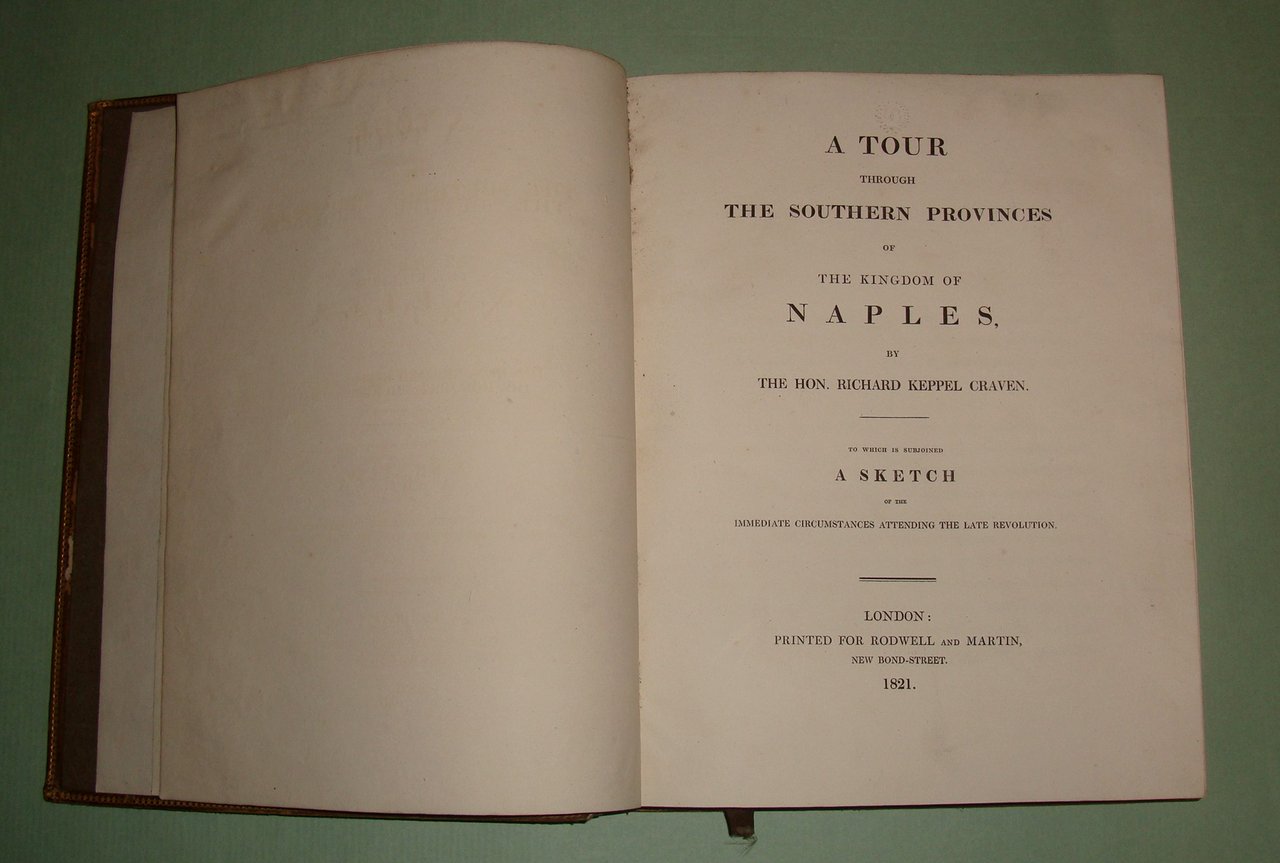 A TOUR
THROUGH
THE SOUTHERN PROVINCES
OF
THE KINGDOM OF
NAPLES,
BY
THE HON. RICHARD KEPPEL CRAVEN.
TO WHICH IS SUBJOINED
A SKETCH
OF THE
IMMEDIATE CIRCUMSTANCES ATTENDING THE LATE REVOLUTION.
LONDON:
PRINTED FOR RODWELL AND MARTIN,
NEW BOND-STREET.
1821.